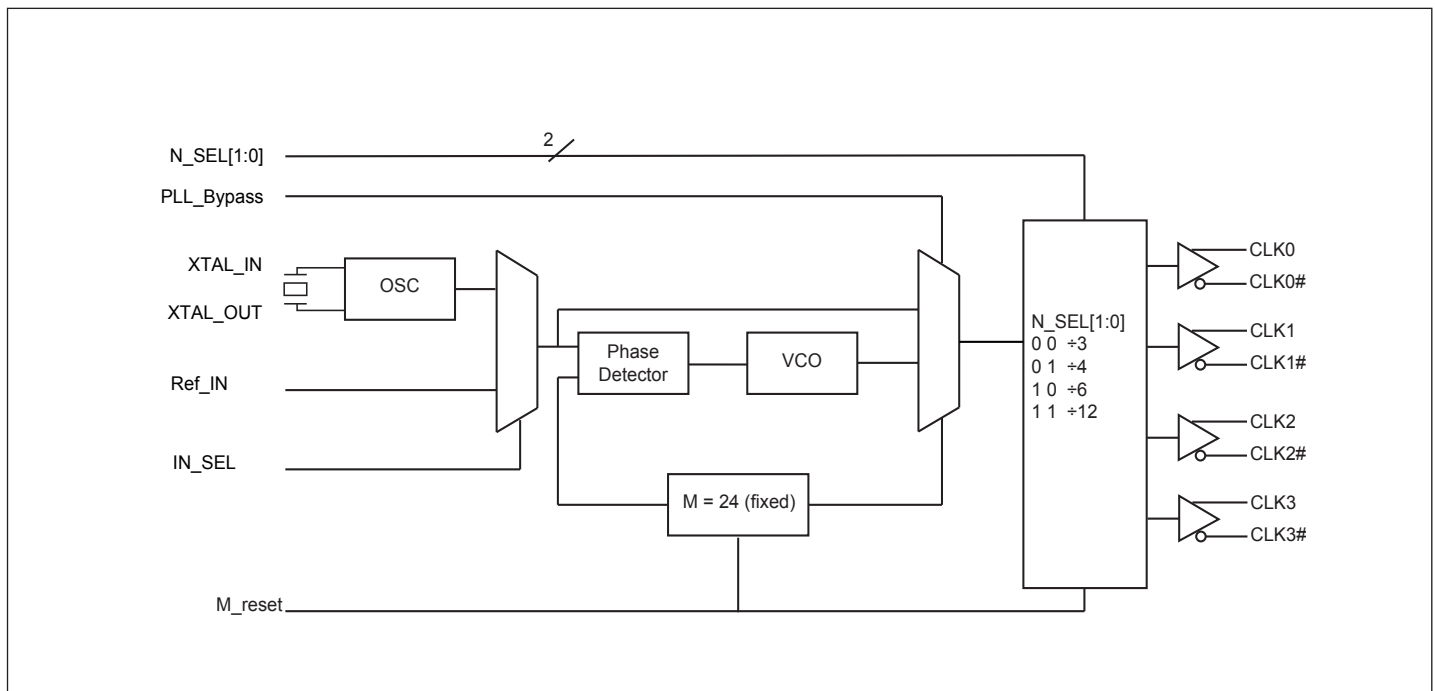 2
N_SEL[1:0]
PLL_Bypass
XTAL_IN
OSC
XTAL_OUT
Ref_IN
IN_SEL
M_reset
Phase
Detector
VCO
M = 24 (fixed)
N_SEL[1:0]
0 0 ÷3
0 1 ÷4
1 0 ÷6
1 1 ÷12
CLK0
CLK0#
CLK1
CLK1#
CLK2
CLK2#
CLK3
CLK3#